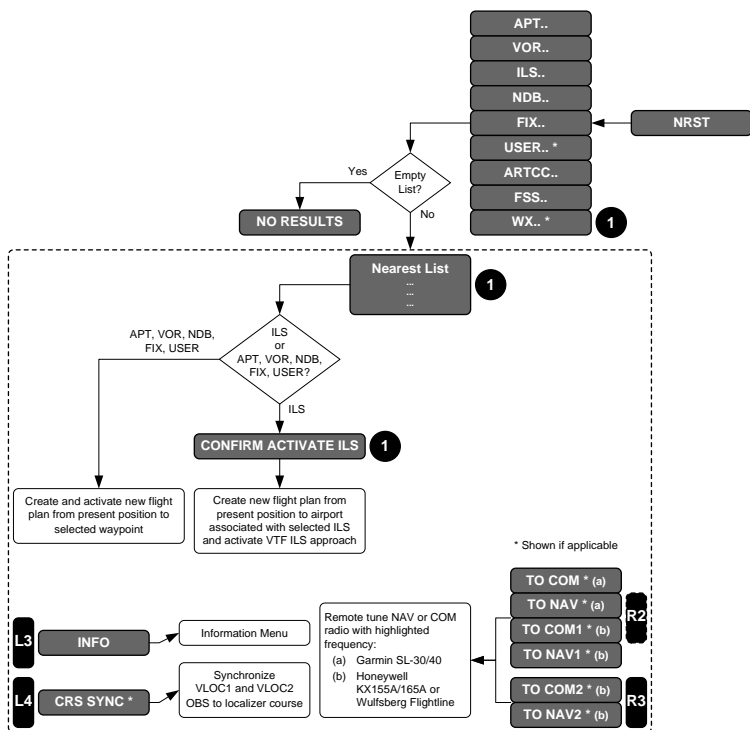 APT..
VOR..
ILS..
NDB..
FIX..
NRST
USER.. *
ARTCC..
FSS..
WX.. *
1
Empty
List?
Yes
No
NO RESULTS
Nearest List
...
...
...
1
ILS
or
APT, VOR, NDB,
FIX, USER?
APT, VOR, NDB,
FIX, USER
ILS
CONFIRM ACTIVATE ILS
1
Create and activate new flight
plan from present position to
selected waypoint
Create new flight plan from
present position to airport
associated with selected ILS
and activate VTF ILS approach
* Shown if applicable
TO COM * (a)
TO NAV * (a)
TO COM1 * (b)
TO NAV1 * (b)
R2
TO COM2 * (b)
TO NAV2 * (b)
R3
Remote tune NAV or COM
radio with highlighted
frequency:
(a) Garmin SL-30/40
(b) Honeywell
KX155A/165A or
Wulfsberg Flightline
L3
INFO
Information Menu
L4
CRS SYNC *
Synchronize
VLOC1 and VLOC2
OBS to localizer course